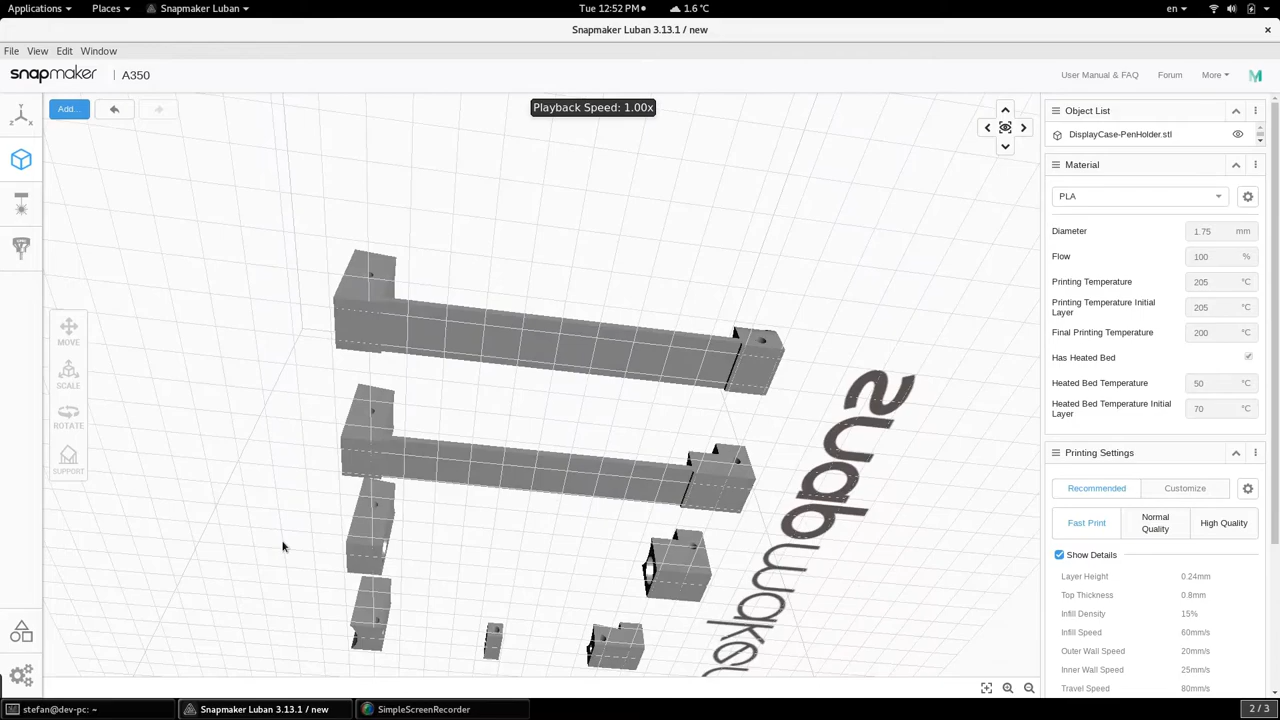 Applications Places Snapmaker Luban Tue 12:52 PM 1.6 °C en
Snapmaker Luban 3.13.1 / new
File View Edit Window
snapmaker A350 User Manual & FAQ Forum More
Add... Playback Speed: 1.00x
Object List
DisplayCase-PenHolder.stl
Material
PLA
Diameter 1.75 mm
Flow 100 %
Printing Temperature 205 °C
Printing Temperature Initial
Layer 205 °C
Final Printing Temperature 200 °C
Has Heated Bed
Heated Bed Temperature 50 °C
Heated Bed Temperature Initial
Layer 70 °C
MOVE
SCALE
ROTATE
SUPPORT
Printing Settings
Recommended Customize
Fast Print Normal Quality High Quality
Show Details
Layer Height 0.24mm
Top Thickness 0.8mm
Infill Density 15%
Infill Speed 60mm/s
Outer Wall Speed 20mm/s
Inner Wall Speed 25mm/s
Travel Speed 80mm/s
snapmaker
stefan@dev-pc: ~ Snapmaker Luban 3.13.1 / new SimpleScreenRecorder 2 / 3